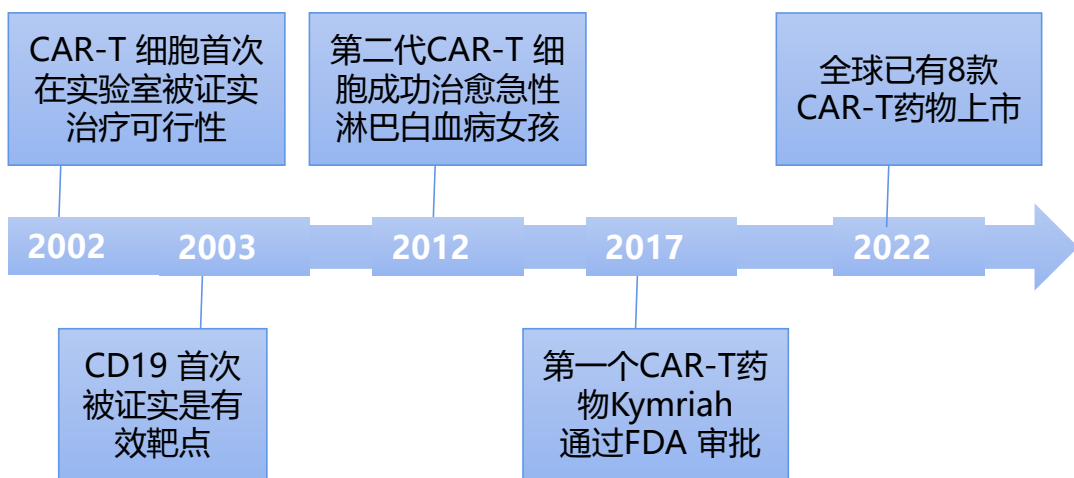 CAR-T 细胞首次
在实验室被证实
治疗可行性
第二代CAR-T 细
胞成功治愈急性
淋巴白血病女孩
全球已有8款
CAR-T药物上市
2002
2003
2012
2017
2022
CD19 首次
被证实是有
效靶点
第一个CAR-T药
物Kymriah
通过FDA 审批